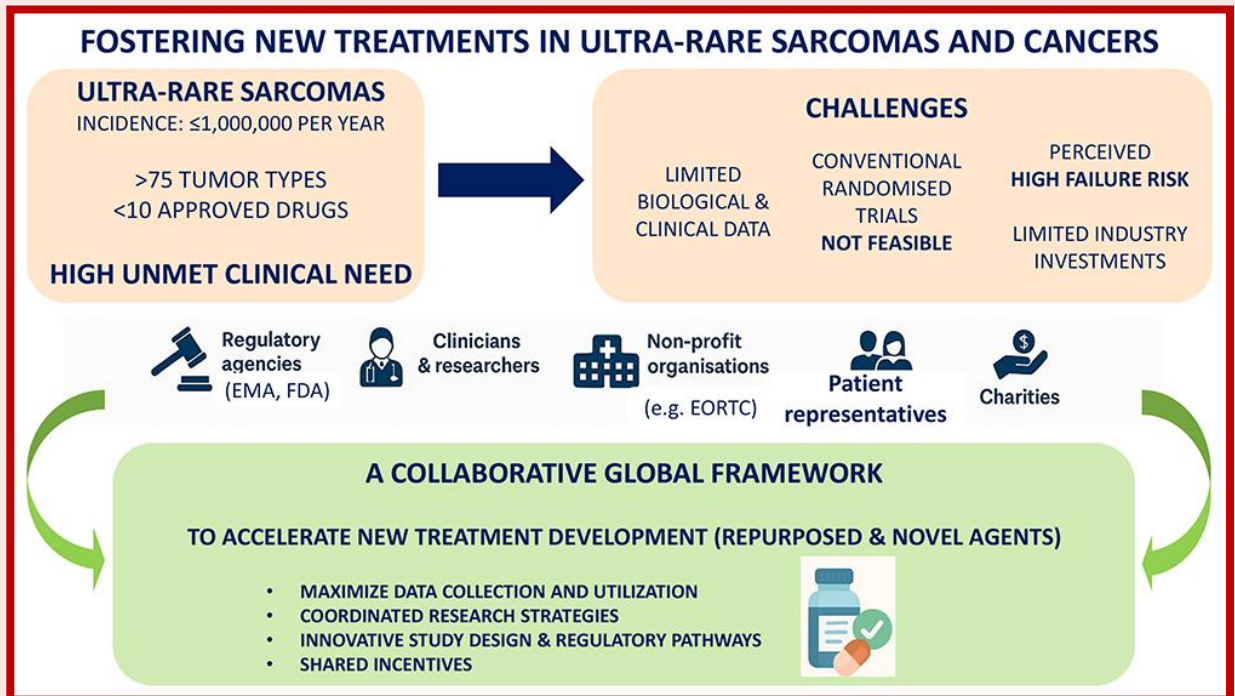 FOSTERING NEW TREATMENTS IN ULTRA-RARE SARCOMAS AND CANCERS
ULTRA-RARE SARCOMAS
INCIDENCE: ≤1,000,000 PER YEAR
>75 TUMOR TYPES
<10 APPROVED DRUGS
HIGH UNMET CLINICAL NEED
CHALLENGES
LIMITED
BIOLOGICAL &
CLINICAL DATA
CONVENTIONAL
RANDOMISED
TRIALS
NOT FEASIBLE
PERCEIVED
HIGH FAILURE RISK
LIMITED INDUSTRY
INVESTMENTS
Regulatory
agencies
(EMA, FDA)
Clinicians
& researchers
Non-profit
organisations
(e.g. EORTC)
Patient
representatives
$
Charities
A COLLABORATIVE GLOBAL FRAMEWORK
TO ACCELERATE NEW TREATMENT DEVELOPMENT (REPURPOSED & NOVEL AGENTS)
• MAXIMIZE DATA COLLECTION AND UTILIZATION
• COORDINATED RESEARCH STRATEGIES
• INNOVATIVE STUDY DESIGN & REGULATORY PATHWAYS
• SHARED INCENTIVES